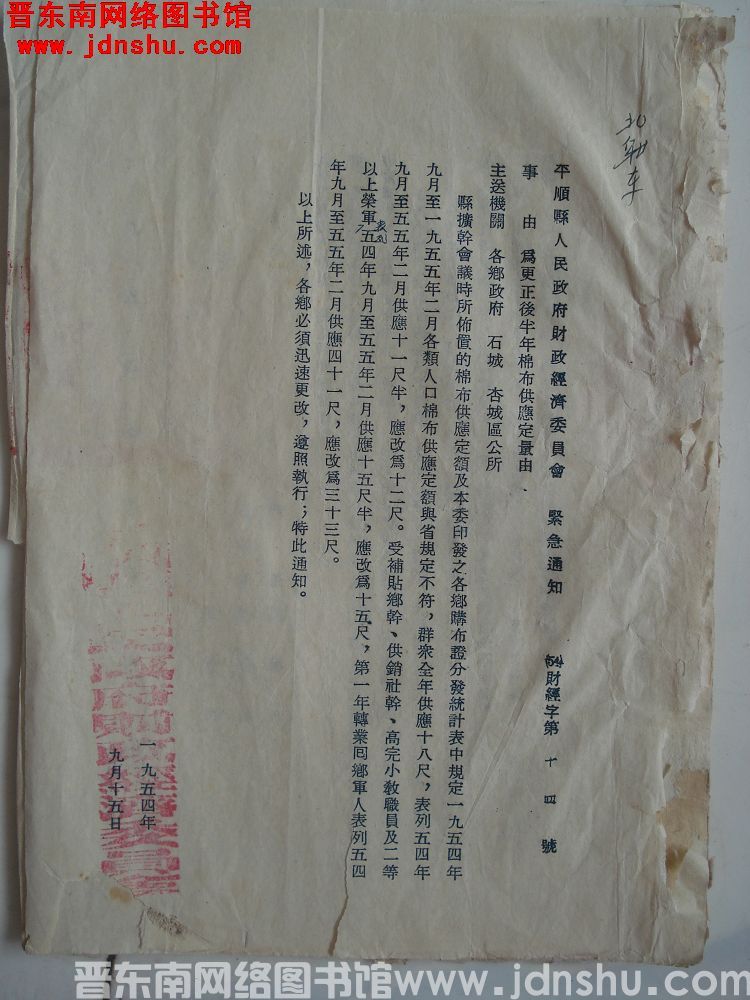 晋东南网络图书馆
www.jdnshu.com
平順縣人民政府財政經濟委員會 緊急通知 (54)財經字第十四號
事 由 爲更正後半年棉布供應定量由
主送機關 各鄉政府 石城 杏城區公所
縣擴幹會議時所佈置的棉布供應定額及本委印發之各鄉購布證分發統計表中規定一九五四年
九月至一九五五年二月各類人口棉布供應定額與省規定不符，群衆全年供應十八尺，表列五四年
九月至五五年二月供應十一尺半，應改爲十二尺。受補貼鄉幹、供銷社幹、高完小教職員及二等
以上榮軍表列五四年九月至五五年二月供應十五尺半，應改爲十五尺，第一年轉業囘鄉軍人表列五四
年九月至五五年二月供應四十一尺，應改爲三十三尺。
以上所述，各鄉必須迅速更改，遵照執行；特此通知。
一九五四年
九月十五日
晋东南网络图书馆www.jdnshu.com